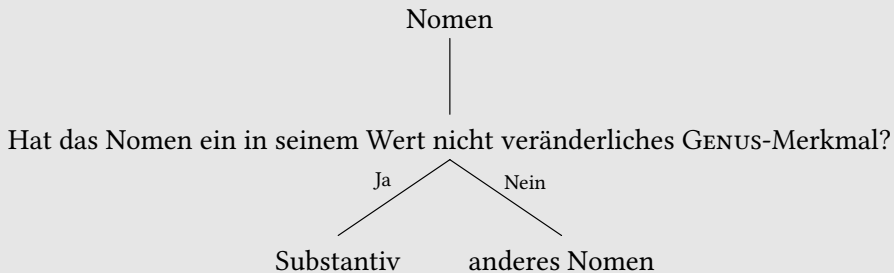 Nomen
Hat das Nomen ein in seinem Wert nicht veränderliches Genus-Merkmal?
Ja
Nein
Substantiv
anderes Nomen